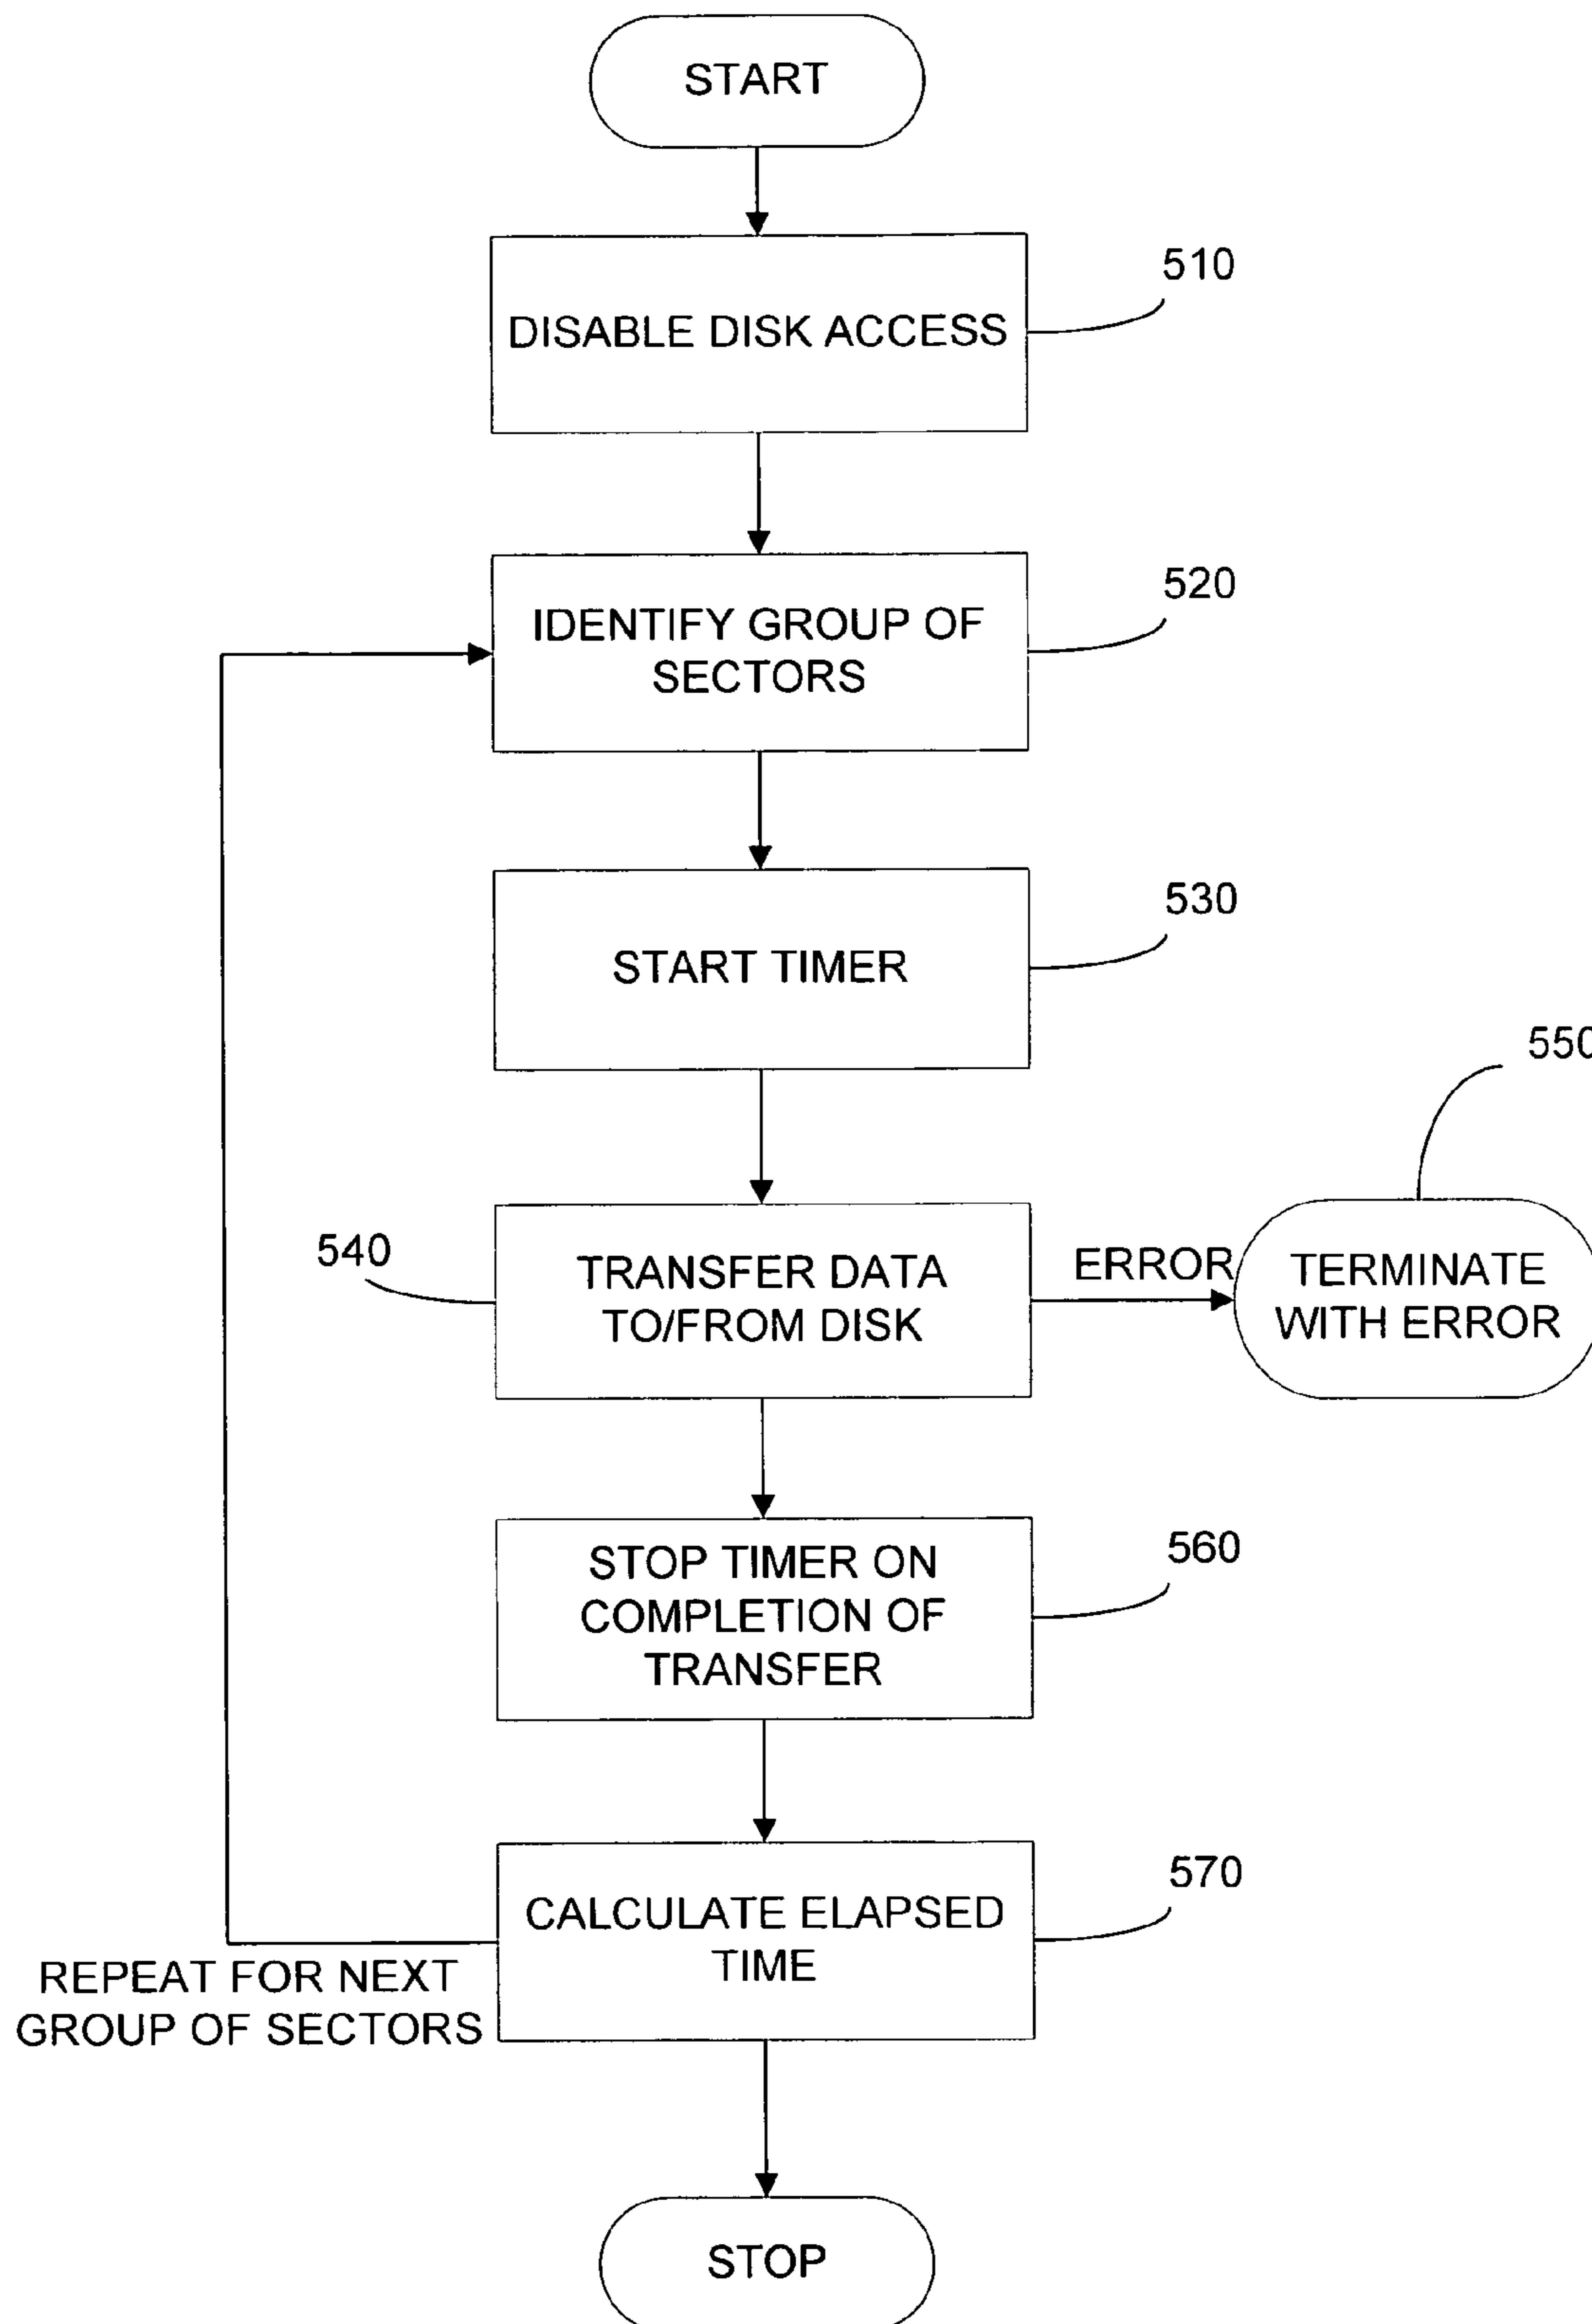 START
510
DISABLE DISK ACCESS
520
IDENTIFY GROUP OF
SECTORS
530
START TIMER
550
540
TRANSFER DATA
TO/FROM DISK
ERROR
TERMINATE
WITH ERROR
560
STOP TIMER ON
COMPLETION OF
TRANSFER
570
CALCULATE ELAPSED
TIME
REPEAT FOR NEXT
GROUP OF SECTORS
STOP